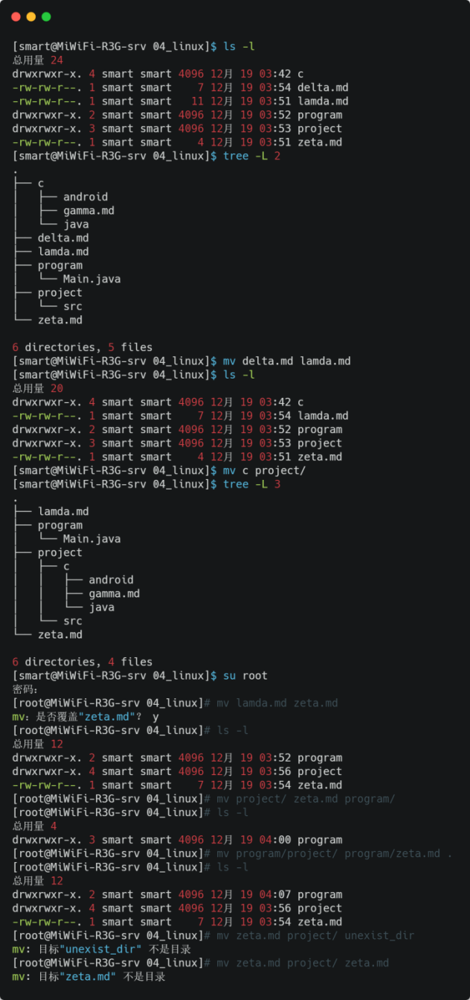 [smart@MiWiFi-R3G-srv 04_linux]$ ls -l
总用量 24
drwxrwxr-x. 4 smart smart 4096 12月 19 03:42 c
-rw-rw-r--. 1 smart smart    7 12月 19 03:54 delta.md
-rw-rw-r--. 1 smart smart   11 12月 19 03:51 lamda.md
drwxrwxr-x. 2 smart smart 4096 12月 19 03:52 program
drwxrwxr-x. 3 smart smart 4096 12月 19 03:53 project
-rw-rw-r--. 1 smart smart    4 12月 19 03:51 zeta.md
[smart@MiWiFi-R3G-srv 04_linux]$ tree -L 2
.
├── c
│   ├── android
│   ├── gamma.md
│   └── java
├── delta.md
├── lamda.md
├── program
│   └── Main.java
├── project
│   └── src
└── zeta.md
6 directories, 5 files
[smart@MiWiFi-R3G-srv 04_linux]$ mv delta.md lamda.md
[smart@MiWiFi-R3G-srv 04_linux]$ ls -l
总用量 20
drwxrwxr-x. 4 smart smart 4096 12月 19 03:42 c
-rw-rw-r--. 1 smart smart    7 12月 19 03:54 lamda.md
drwxrwxr-x. 2 smart smart 4096 12月 19 03:52 program
drwxrwxr-x. 3 smart smart 4096 12月 19 03:53 project
-rw-rw-r--. 1 smart smart    4 12月 19 03:51 zeta.md
[smart@MiWiFi-R3G-srv 04_linux]$ mv c project/
[smart@MiWiFi-R3G-srv 04_linux]$ tree -L 3
.
├── lamda.md
├── program
│   └── Main.java
├── project
│   ├── c
│   │   ├── android
│   │   ├── gamma.md
│   │   └── java
│   └── src
└── zeta.md
6 directories, 4 files
[smart@MiWiFi-R3G-srv 04_linux]$ su root
密码：
[root@MiWiFi-R3G-srv 04_linux]# mv lamda.md zeta.md
mv：是否覆盖"zeta.md"？ y
[root@MiWiFi-R3G-srv 04_linux]# ls -l
总用量 12
drwxrwxr-x. 2 smart smart 4096 12月 19 03:52 program
drwxrwxr-x. 4 smart smart 4096 12月 19 03:56 project
-rw-rw-r--. 1 smart smart    7 12月 19 03:54 zeta.md
[root@MiWiFi-R3G-srv 04_linux]# mv project/ zeta.md program/
[root@MiWiFi-R3G-srv 04_linux]# ls -l
总用量 4
drwxrwxr-x. 3 smart smart 4096 12月 19 04:00 program
[root@MiWiFi-R3G-srv 04_linux]# mv program/project/ program/zeta.md .
[root@MiWiFi-R3G-srv 04_linux]# ls -l
总用量 12
drwxrwxr-x. 2 smart smart 4096 12月 19 04:07 program
drwxrwxr-x. 4 smart smart 4096 12月 19 03:56 project
-rw-rw-r--. 1 smart smart    7 12月 19 03:54 zeta.md
[root@MiWiFi-R3G-srv 04_linux]# mv zeta.md project/ unexist_dir
mv: 目标"unexist_dir" 不是目录
[root@MiWiFi-R3G-srv 04_linux]# mv zeta.md project/ zeta.md
mv: 目标"zeta.md" 不是目录